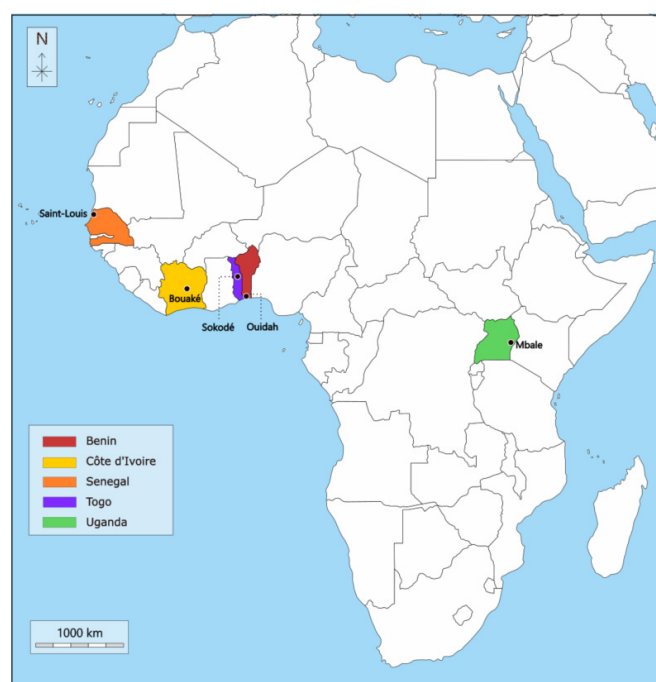 N
Saint-Louis
Bouaké
Sokodé
Ouidah
Mbale
Benin
Côte d'Ivoire
Senegal
Togo
Uganda
1000 km